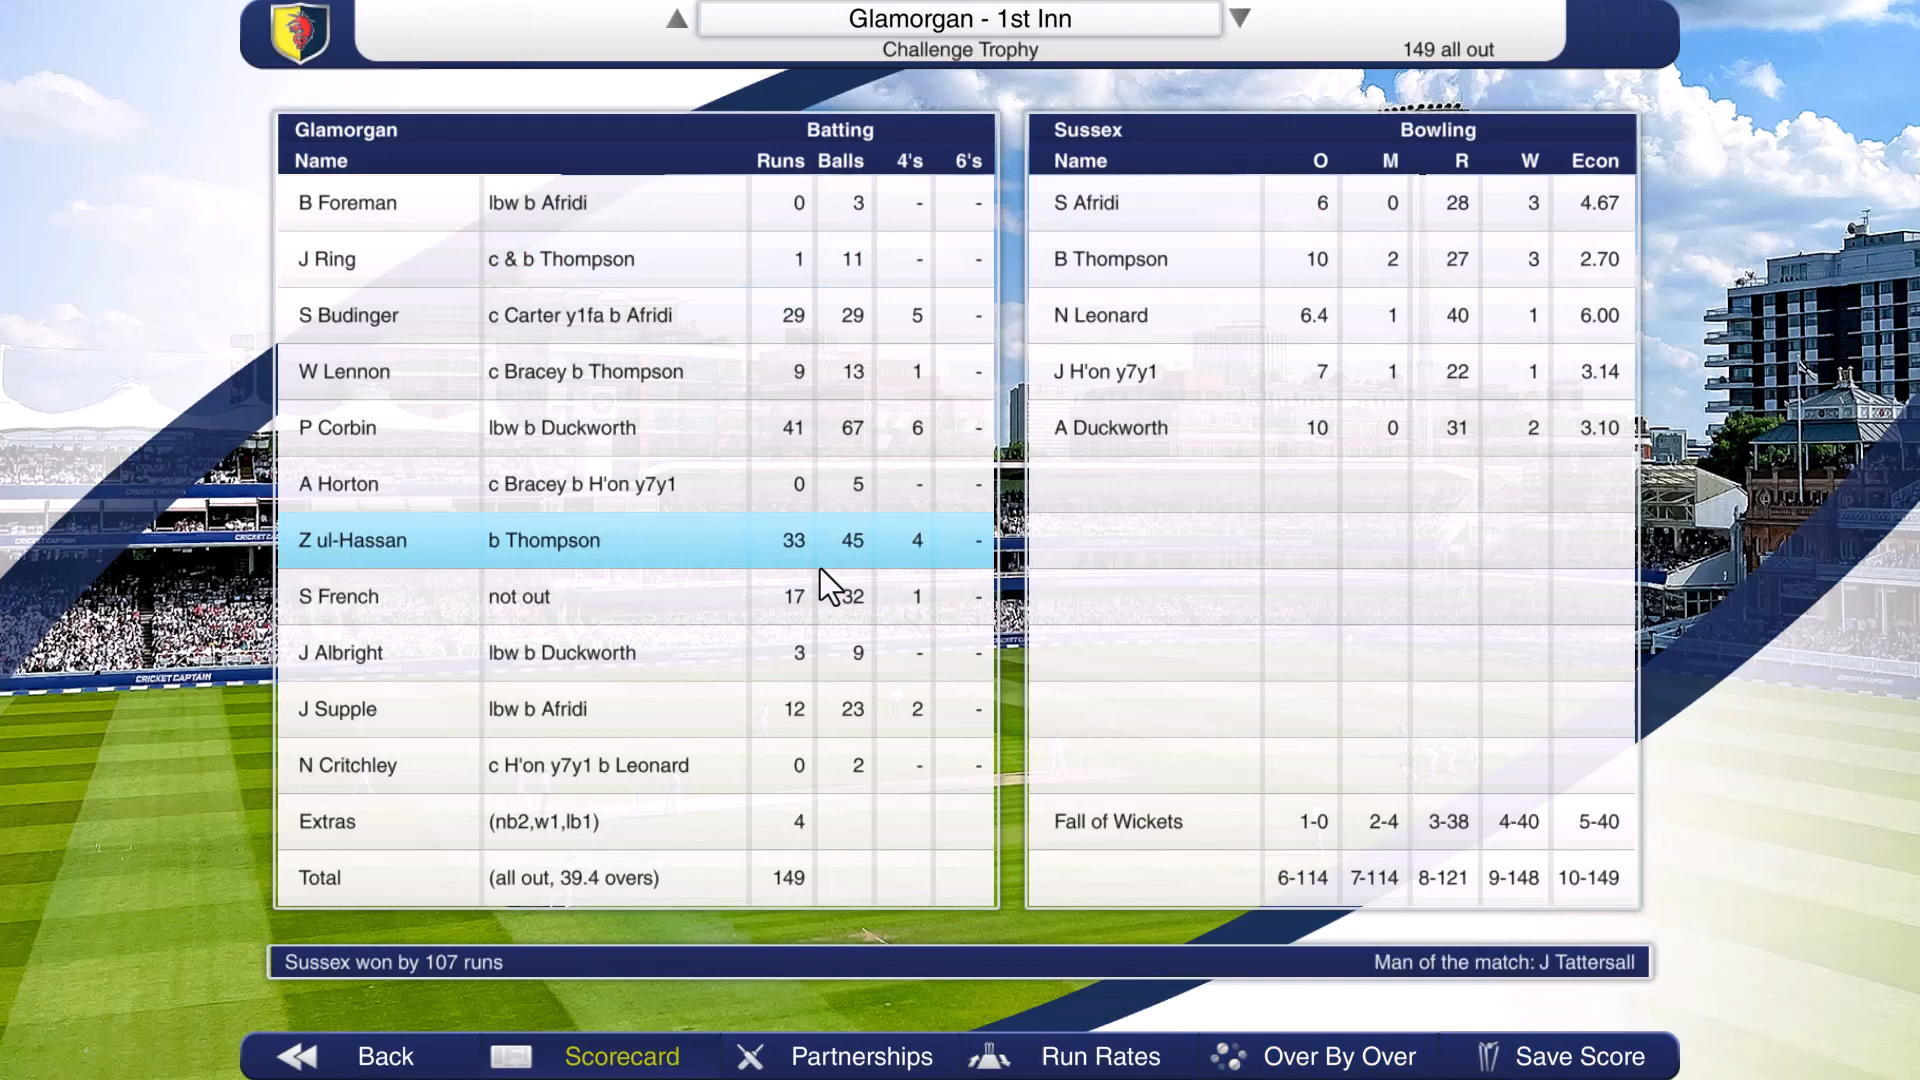 Glamorgan - 1st Inn
Challenge Trophy 149 all out
Glamorgan Batting
Name Runs Balls 4's 6's
B Foreman lbw b Afridi 0 3 - -
J Ring c & b Thompson 1 11 - -
S Budinger c Carter y1fa b Afridi 29 29 5 -
W Lennon c Bracey b Thompson 9 13 1 -
P Corbin lbw b Duckworth 41 67 6 -
A Horton c Bracey b H'on y7y1 0 5 - -
Z ul-Hassan b Thompson 33 45 4 -
S French not out 17 32 1 -
J Albright lbw b Duckworth 3 9 - -
J Supple lbw b Afridi 12 23 2 -
N Critchley c H'on y7y1 b Leonard 0 2 - -
Extras (nb2,w1,lb1) 4
Total (all out, 39.4 overs) 149
Sussex Bowling
Name O M R W Econ
S Afridi 6 0 28 3 4.67
B Thompson 10 2 27 3 2.70
N Leonard 6.4 1 40 1 6.00
J H'on y7y1 7 1 22 1 3.14
A Duckworth 10 0 31 2 3.10
Fall of Wickets 1-0 2-4 3-38 4-40 5-40
6-114 7-114 8-121 9-148 10-149
CRICKET CAPTAIN
Sussex won by 107 runs Man of the match: J Tattersall
Back Scorecard Partnerships Run Rates Over By Over Save Score